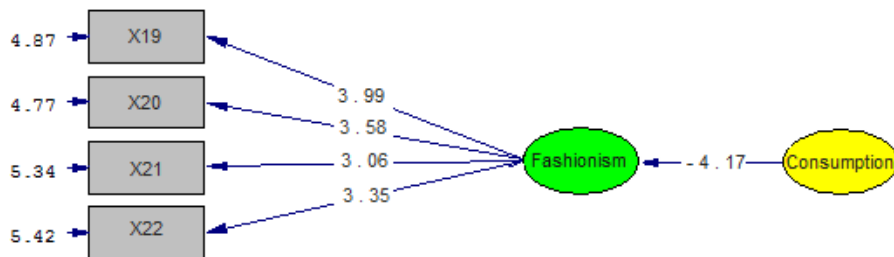 4.87
X19
3.99
4.77
X20
3.58
5.34
X21
3.06
Fashionism
-4.17
Consumption
3.35
5.42
X22